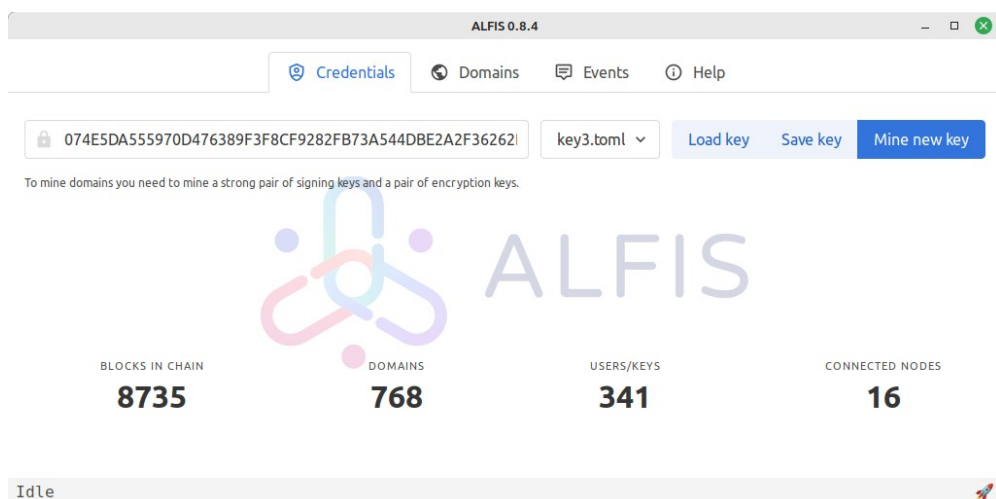 ALFIS 0.8.4
Credentials Domains Events Help
074E5DA555970D476389F3F8CF9282FB73A544DBE2A2F36262 key3.toml Load key Save key Mine new key
To mine domains you need to mine a strong pair of signing keys and a pair of encryption keys.
ALFIS
BLOCKS IN CHAIN DOMAINS USERS/KEYS CONNECTED NODES
8735 768 341 16
Idle